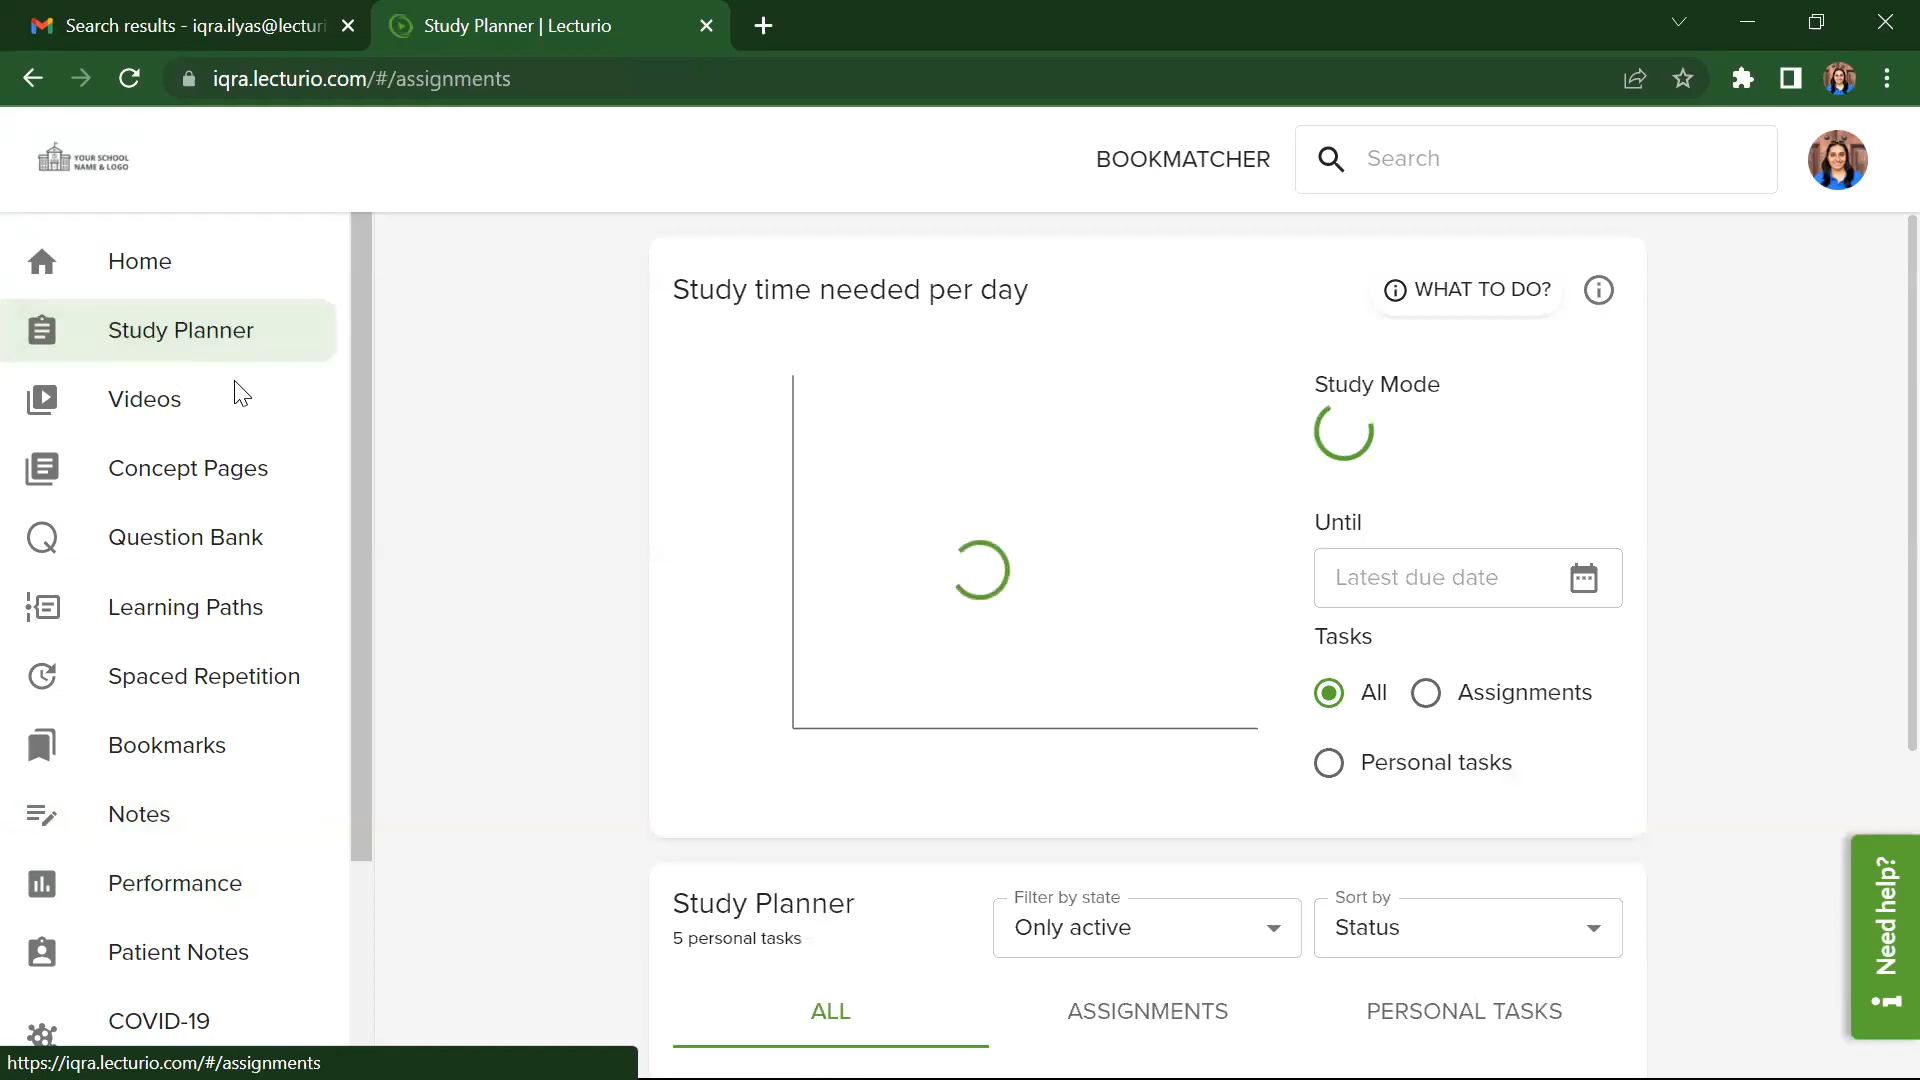 Search results - iqra.ilyas@lectur
Study Planner | Lecturio
iqra.lecturio.com/#/assignments
YOUR SCHOOL
NAME & LOGO
BOOKMATCHER
Search
Home
Study Planner
Videos
Concept Pages
Question Bank
Learning Paths
Spaced Repetition
Bookmarks
Notes
Performance
Patient Notes
COVID-19
Study time needed per day
WHAT TO DO?
Study Mode
Until
Latest due date
Tasks
All
Assignments
Personal tasks
Study Planner
5 personal tasks
Filter by state
Only active
Sort by
Status
ALL
ASSIGNMENTS
PERSONAL TASKS
Need help?
https://iqra.lecturio.com/#/assignments